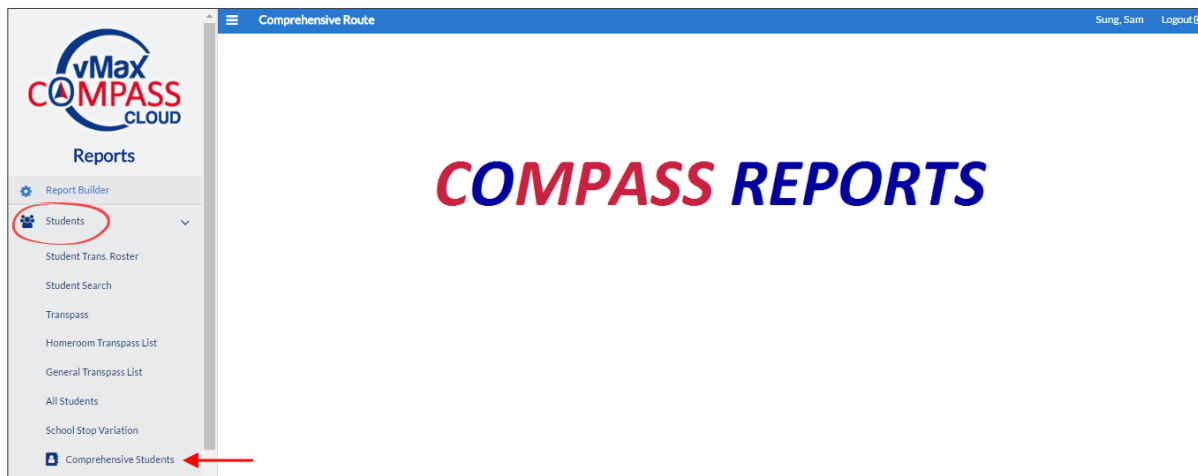 vMax
COMPASS
CLOUD
Reports
Report Builder
Students
Student Trans. Roster
Student Search
Transpass
Homeroom Transpass List
General Transpass List
All Students
School Stop Variation
Comprehensive Students
Comprehensive Route
Sung, Sam
Logout
COMPASS REPORTS